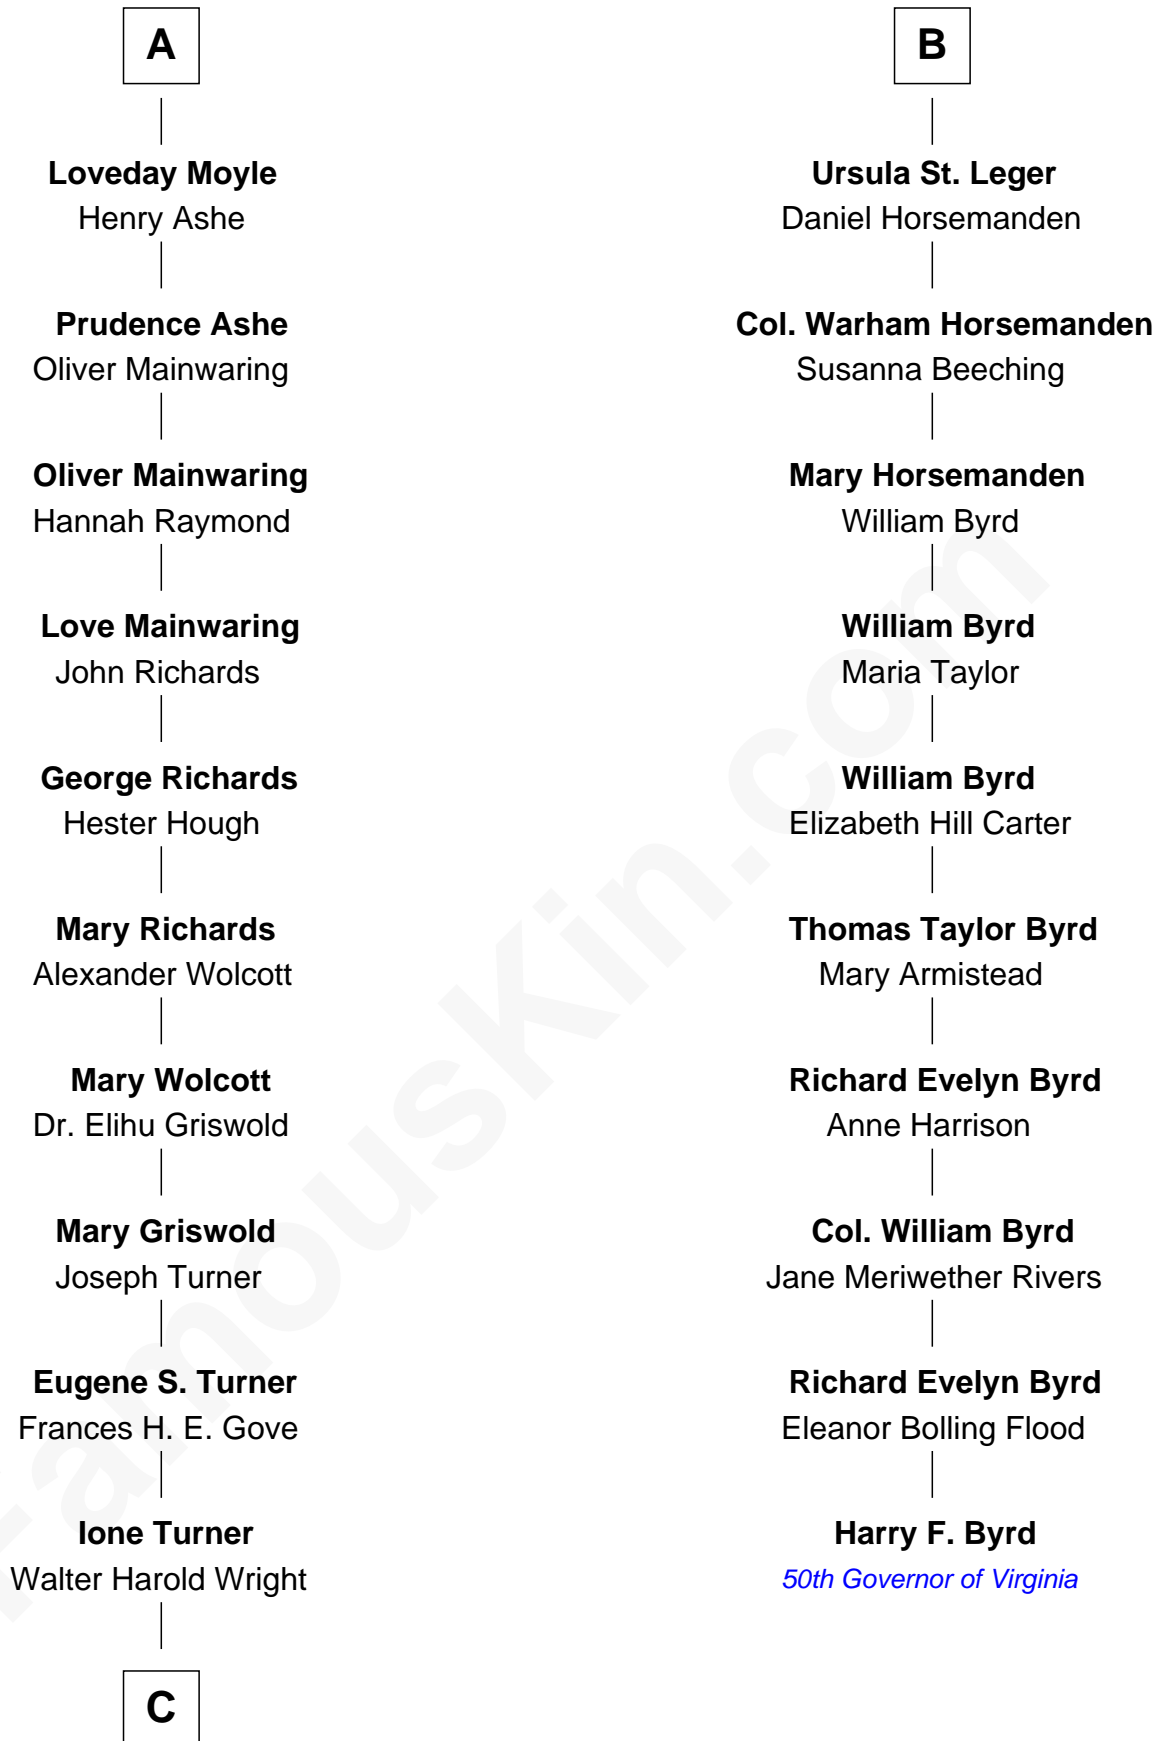 A
Loveday Moyle
Henry Ashe
Prudence Ashe
Oliver Mainwaring
Oliver Mainwaring
Hannah Raymond
Love Mainwaring
John Richards
George Richards
Hester Hough
Mary Richards
Alexander Wolcott
Mary Wolcott
Dr. Elihu Griswold
Mary Griswold
Joseph Turner
Eugene S. Turner
Frances H. E. Gove
Ione Turner
Walter Harold Wright
C
B
Ursula St. Leger
Daniel Horsemanden
Col. Warham Horsemanden
Susanna Beeching
Mary Horsemanden
William Byrd
William Byrd
Maria Taylor
William Byrd
Elizabeth Hill Carter
Thomas Taylor Byrd
Mary Armistead
Richard Evelyn Byrd
Anne Harrison
Col. William Byrd
Jane Meriwether Rivers
Richard Evelyn Byrd
Eleanor Bolling Flood
Harry F. Byrd
50th Governor of Virginia
FamousKin.com